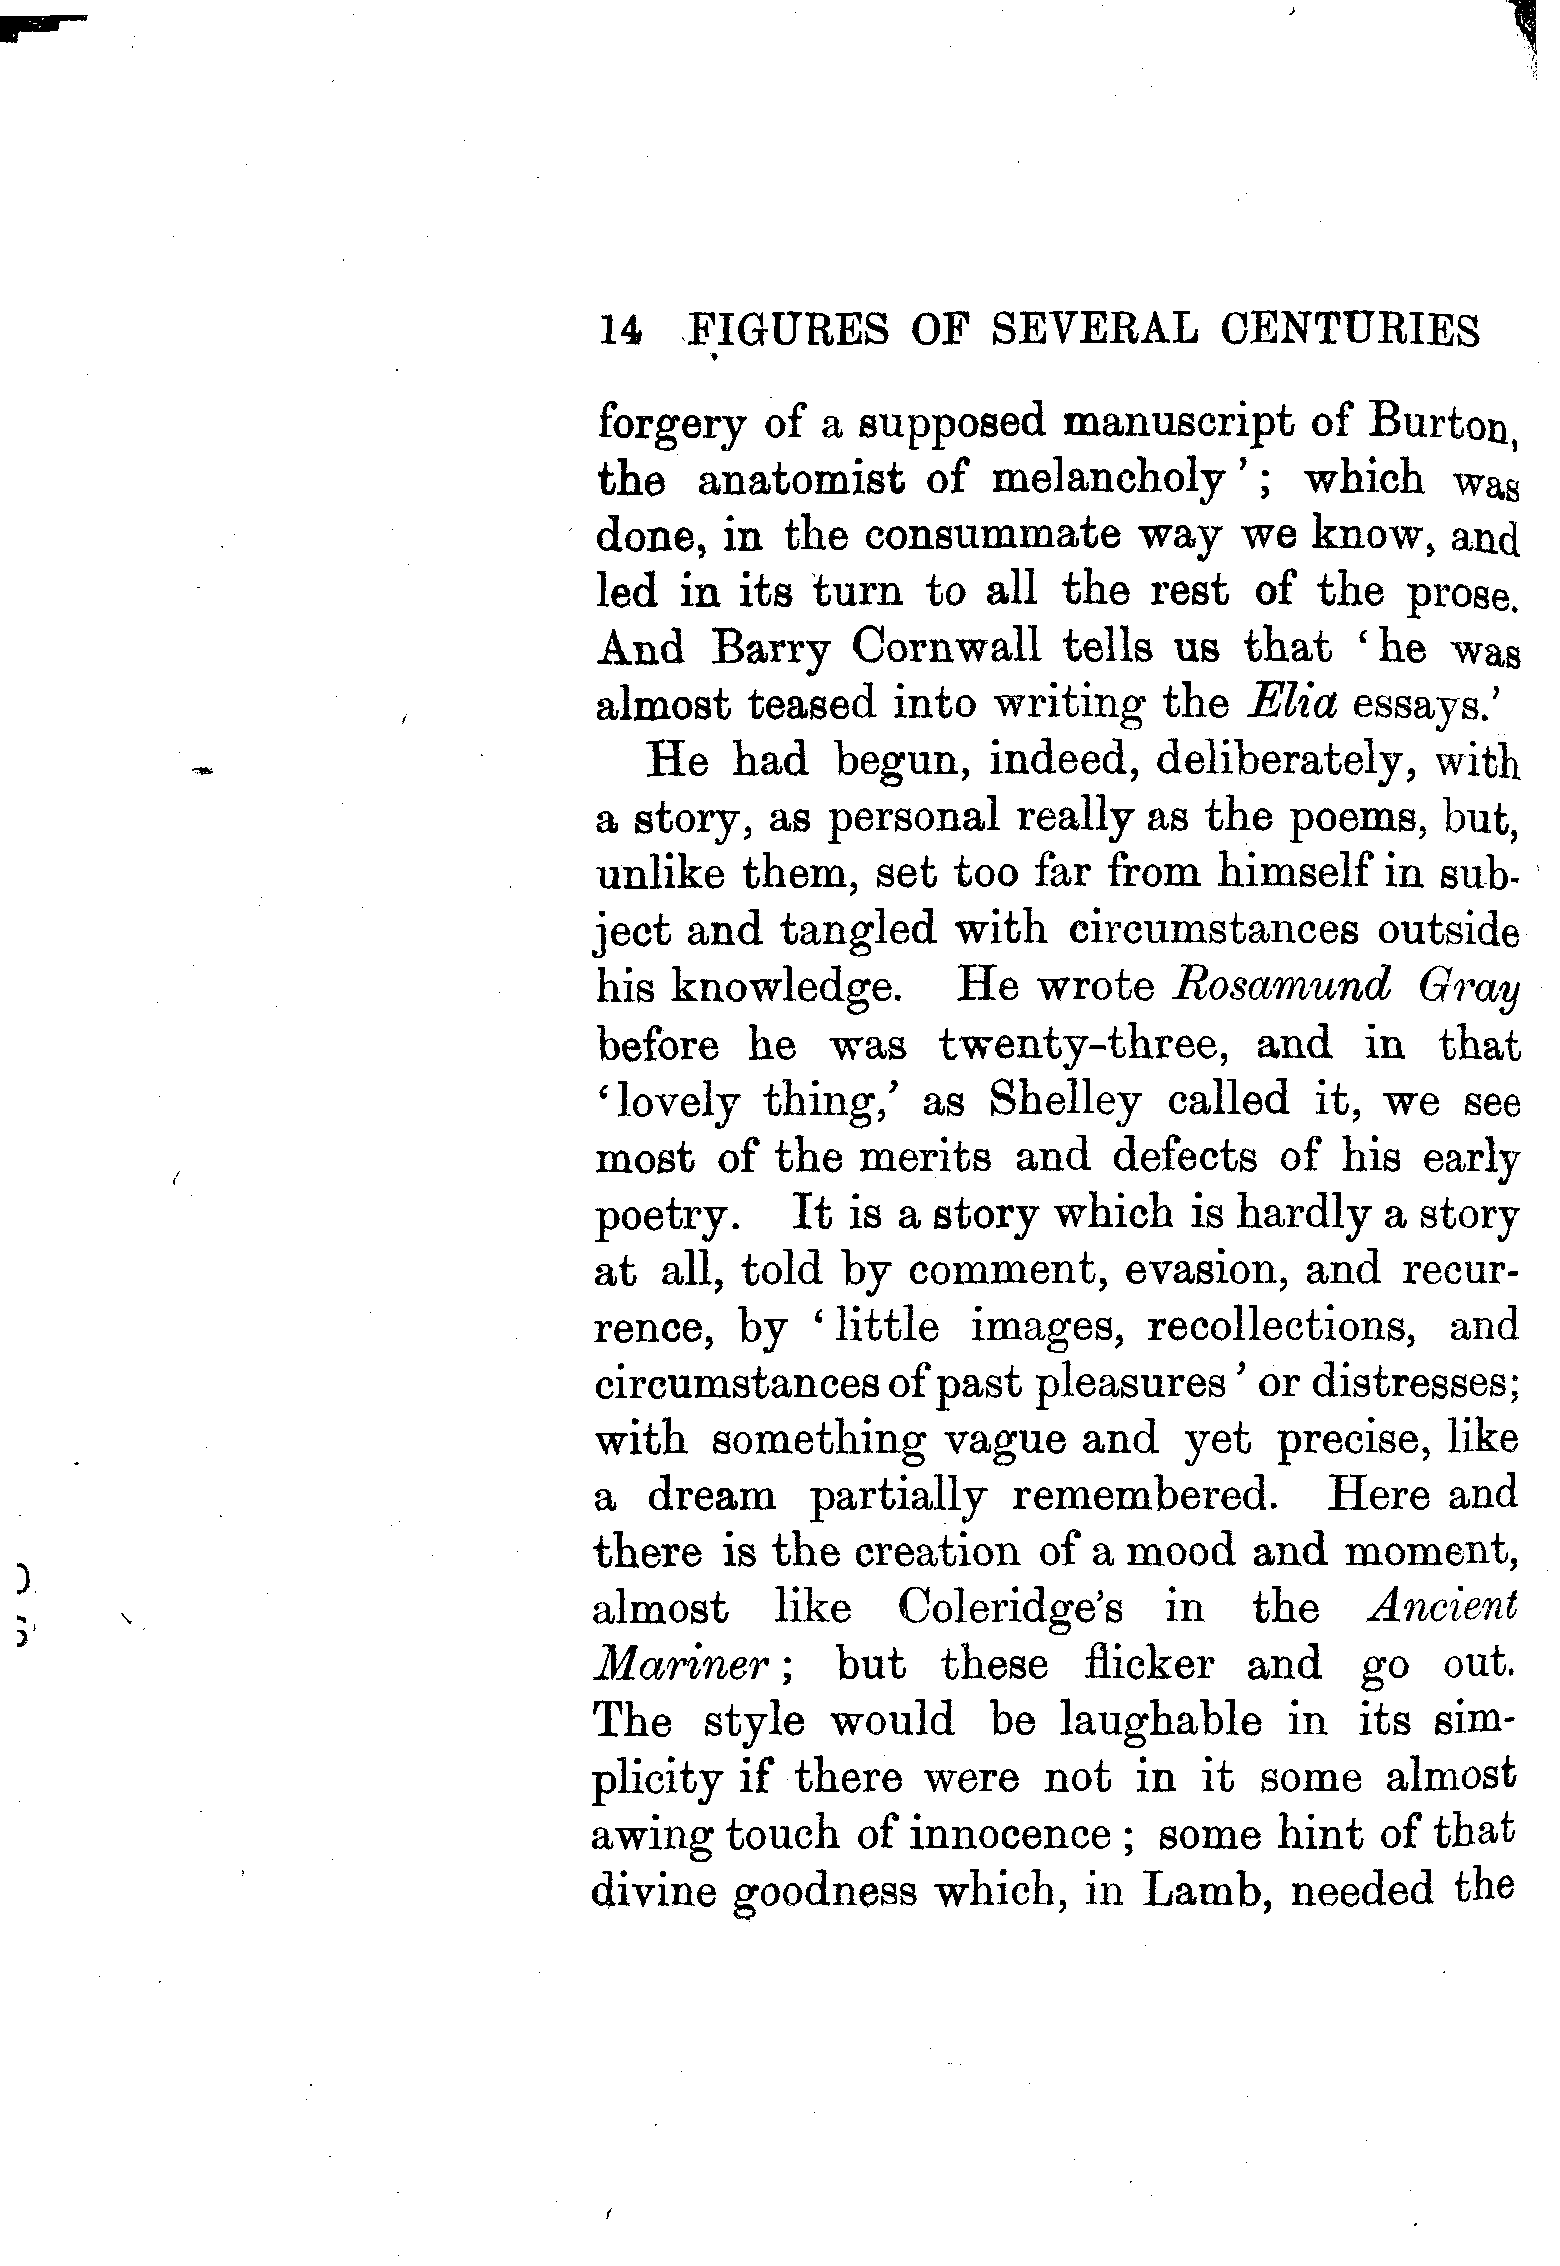 14 FIGURES OF SEVERAL CENTURIES
forgery of a supposed manuscript of Burton,
the anatomist of melancholy’; which was
done, in the consummate way we know, and
led in its turn to all the rest of the prose.
And Barry Cornwall tells us that ‘he was
almost teased into writing the Elia essays.’
He had begun, indeed, deliberately, with
a story, as personal really as the poems, but,
unlike them, set too far from himself in sub-
ject and tangled with circumstances outside
his knowledge. He wrote Rosamund Gray
before he was twenty-three, and in that
‘lovely thing,’ as Shelley called it, we see
most of the merits and defects of his early
poetry. It is a story which is hardly a story
at all, told by comment, evasion, and recur-
rence, by ‘little images, recollections, and
circumstances of past pleasures’ or distresses;
with something vague and yet precise, like
a dream partially remembered. Here and
there is the creation of a mood and moment,
almost like Coleridge’s in the Ancient
Mariner; but these flicker and go out.
The style would be laughable in its sim-
plicity if there were not in it some almost
awing touch of innocence; some hint of that
divine goodness which, in Lamb, needed the